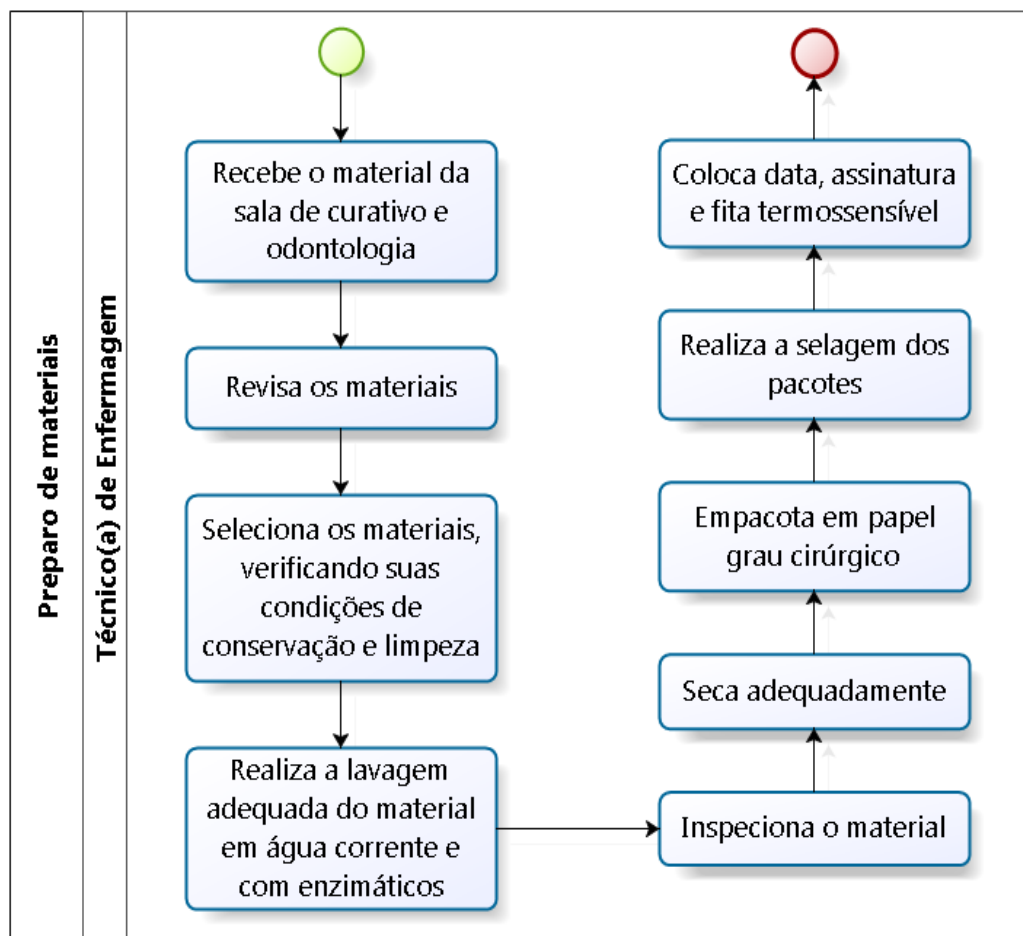 Preparo de materiais
Técnico(a) de Enfermagem
Recebe o material da
sala de curativo e
odontologia
Revisa os materiais
Seleciona os materiais,
verificando suas
condições de
conservação e limpeza
Realiza a lavagem
adequada do material
em água corrente e
com enzimáticos
Inspeciona o material
Seca adequadamente
Empacota em papel
grau cirúrgico
Realiza a selagem dos
pacotes
Coloca data, assinatura
e fita termossensível